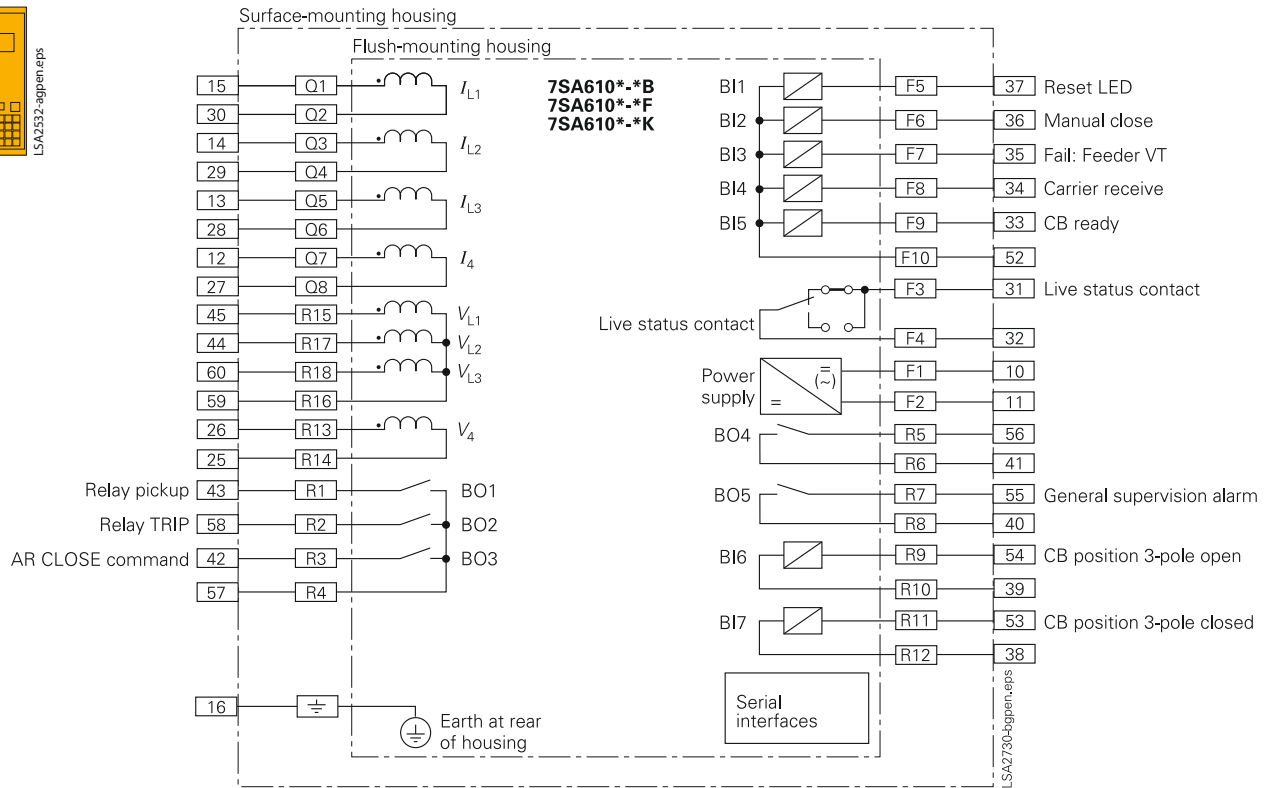 LSA2532-agpen.eps
Surface-mounting housing
Flush-mounting housing
7SA610*-*B
7SA610*-*F
7SA610*-*K
15 Q1 IL1
30 Q2
14 Q3 IL2
29 Q4
13 Q5 IL3
28 Q6
12 Q7 I4
27 Q8
45 R15 VL1
44 R17 VL2
60 R18 VL3
59 R16
26 R13 V4
25 R14
Relay pickup 43 R1 BO1
Relay TRIP 58 R2 BO2
AR CLOSE command 42 R3 BO3
57 R4
16
Earth at rear
of housing
BI1 F5 37 Reset LED
BI2 F6 36 Manual close
BI3 F7 35 Fail: Feeder VT
BI4 F8 34 Carrier receive
BI5 F9 33 CB ready
F10 52
F3 31 Live status contact
Live status contact
F4 32
Power
supply
= (~)
=
F1 10
F2 11
BO4 R5 56
R6 41
BO5 R7 55 General supervision alarm
R8 40
BI6 R9 54 CB position 3-pole open
R10 39
BI7 R11 53 CB position 3-pole closed
R12 38
Serial
interfaces
LSA2730-bgpen.eps